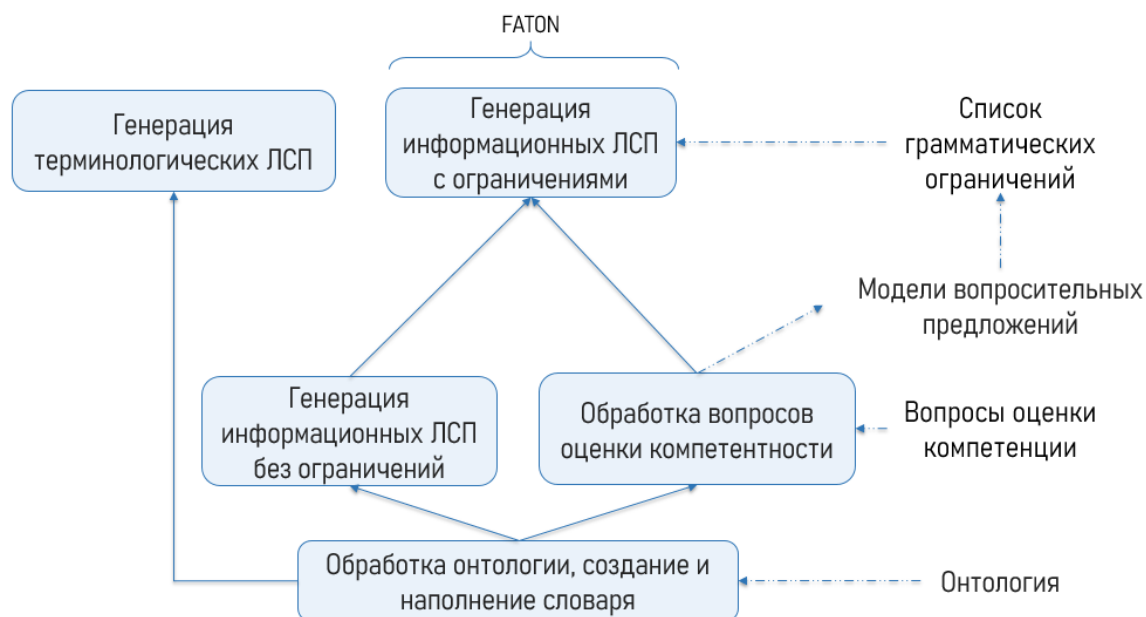 FATON
Генерация
терминологических ЛСП
Генерация
информационных ЛСП
с ограничениями
Список
грамматических
ограничений
Модели вопросительных
предложений
Генерация
информационных ЛСП
без ограничений
Обработка вопросов
оценки компетентности
Вопросы оценки
компетенции
Обработка онтологии, создание и
наполнение словаря
Онтология